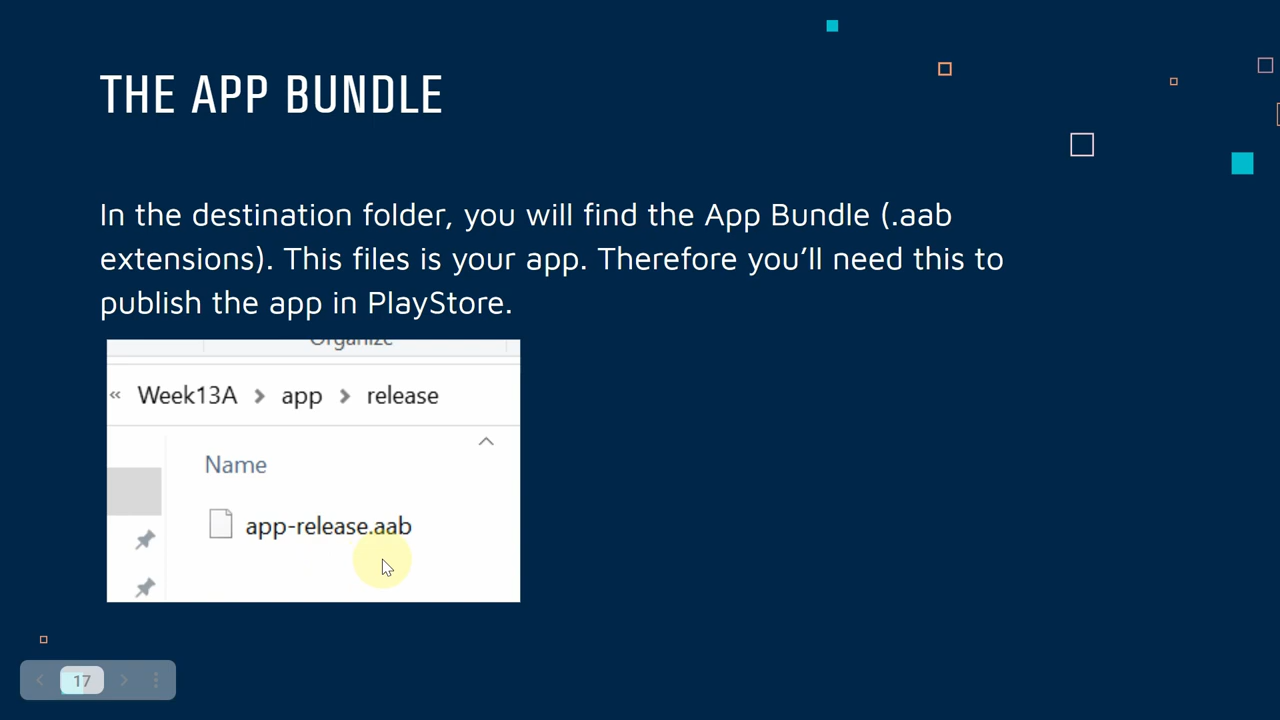 THE APP BUNDLE
In the destination folder, you will find the App Bundle (.aab
extensions). This files is your app. Therefore you’ll need this to
publish the app in PlayStore.
Organize
« Week13A > app > release
Name
app-release.aab
17